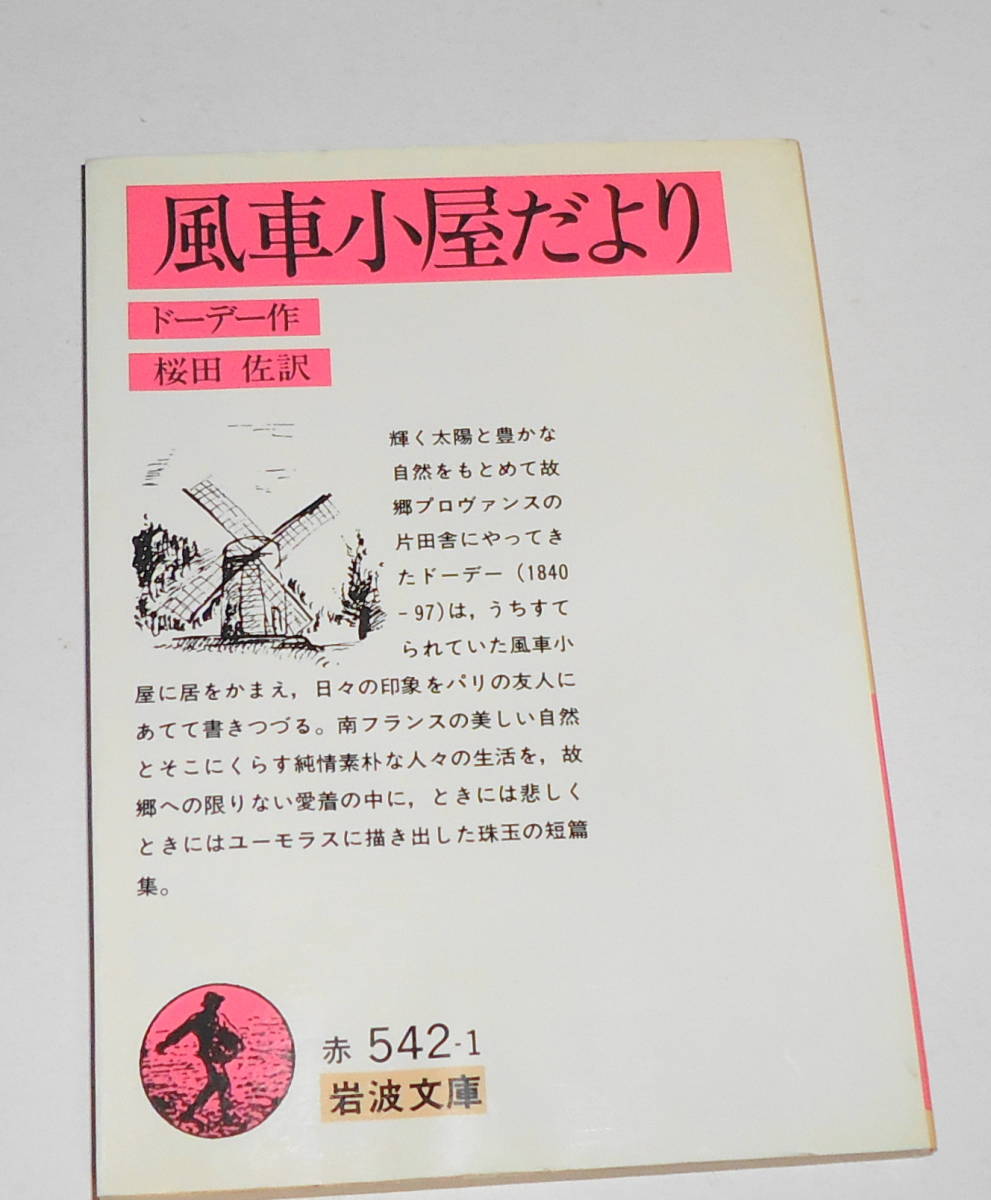 風車小屋だより
ドーデー作
桜田 佐訳
輝く太陽と豊かな
自然をもとめて故
郷プロヴァンスの
片田舎にやってき
たドーデー(1840
-97)は,うちすて
られていた風車小
屋に居をかまえ,日々の印象をパリの友人に
あてて書きつづる。南フランスの美しい自然
とそこにくらす純情素朴な人々の生活を,故
郷への限りない愛着の中に,ときには悲しく
ときにはユーモラスに描き出した珠玉の短篇
集。
赤 542-1
岩波文庫